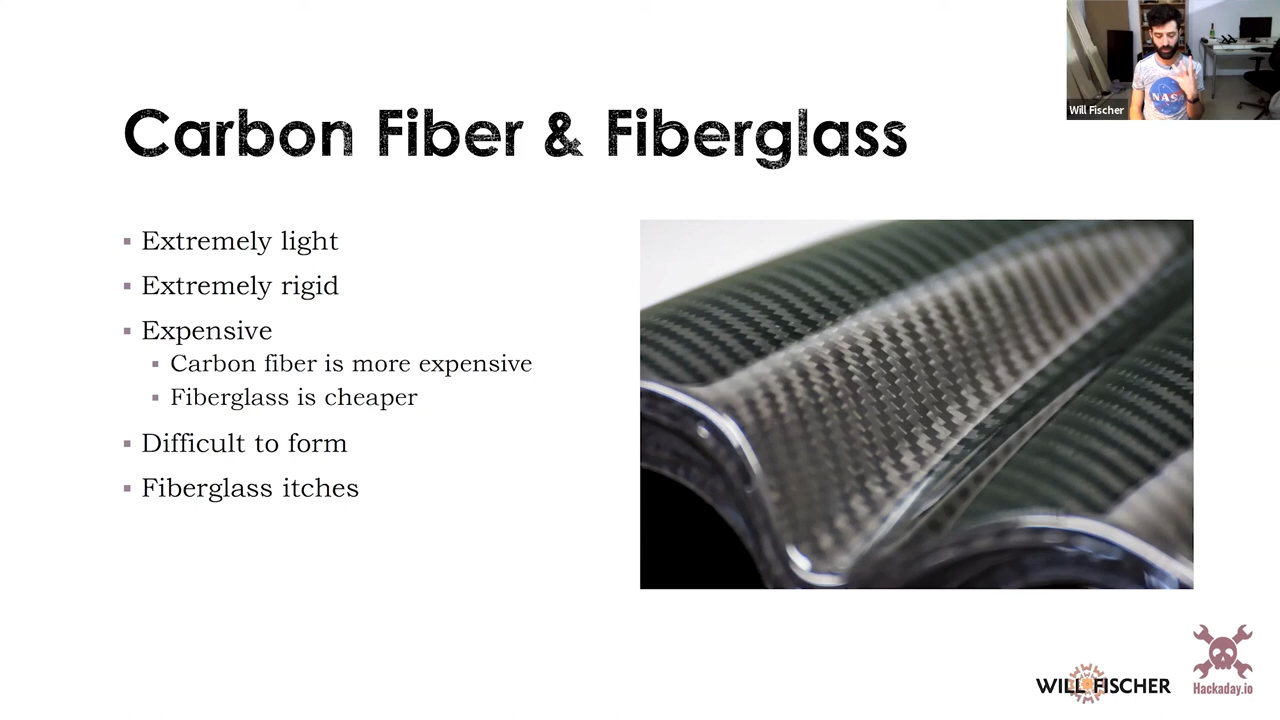 Will Fischer
NASA
Carbon Fiber & Fiberglass
Extremely light
Extremely rigid
Expensive
Carbon fiber is more expensive
Fiberglass is cheaper
Difficult to form
Fiberglass itches
WILL FISCHER
Hackaday.io